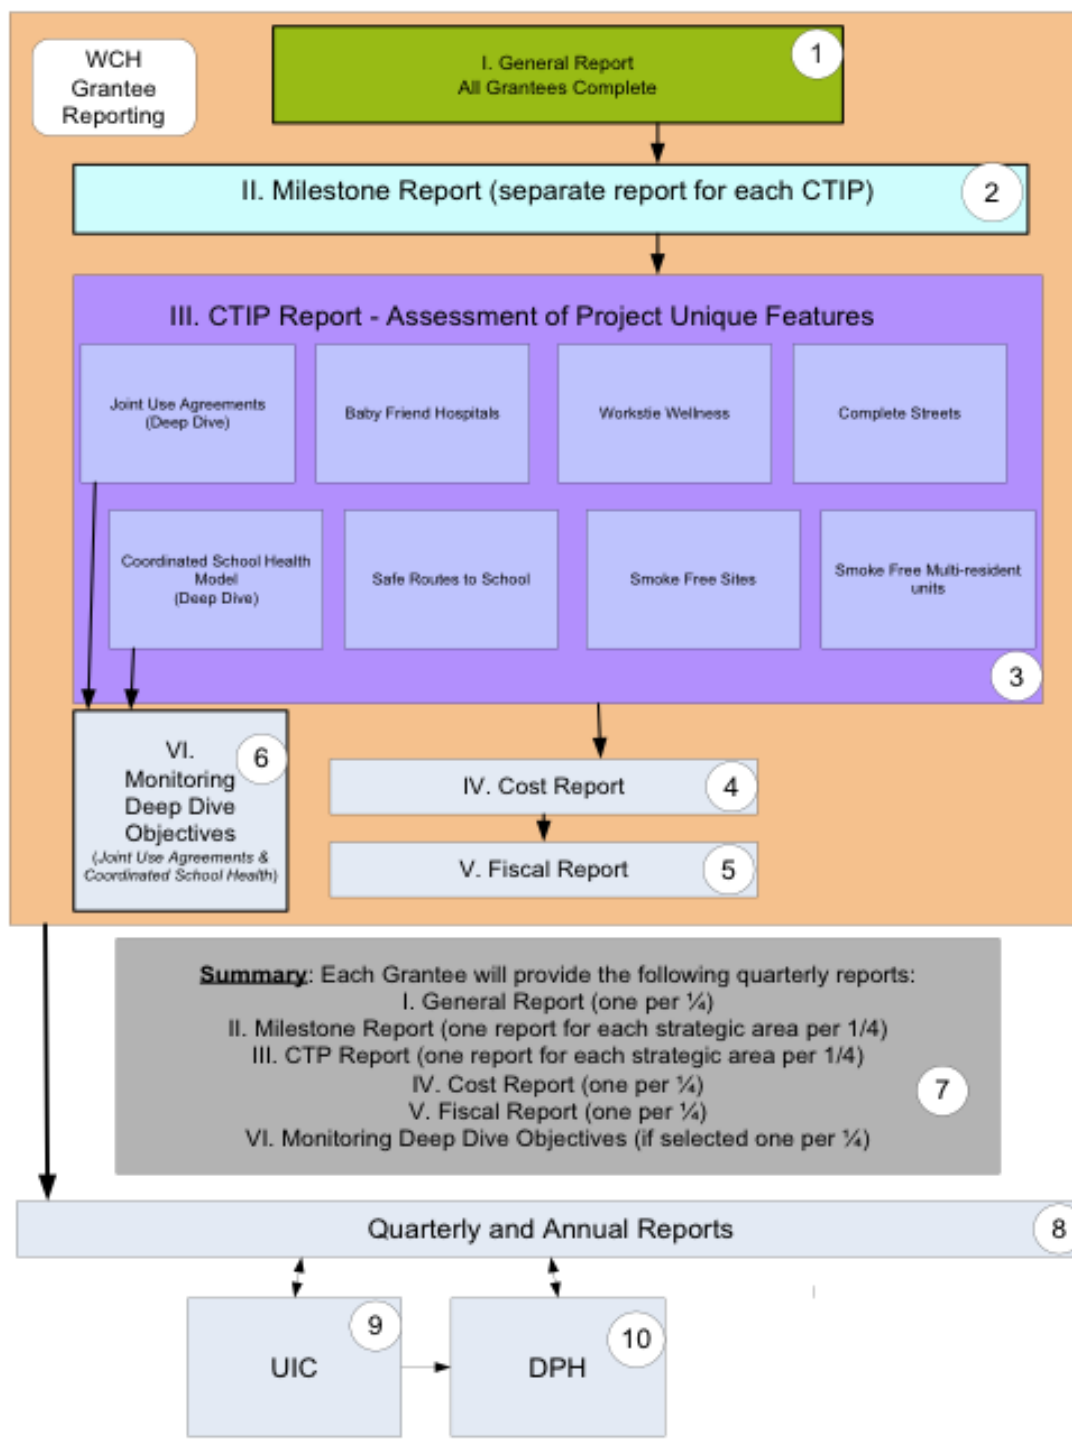 WCH
Grantee
Reporting
I. General Report
All Grantees Complete
1
II. Milestone Report (separate report for each CTIP)
2
III. CTIP Report - Assessment of Project Unique Features
Joint Use Agreements
(Deep Dive)
Baby Friend Hospitals
Workstie Wellness
Complete Streets
Coordinated School Health
Model
(Deep Dive)
Safe Routes to School
Smoke Free Sites
Smoke Free Multi-resident
units
3
VI.
Monitoring
Deep Dive
Objectives
(Joint Use Agreements &
Coordinated School Health)
6
IV. Cost Report
4
V. Fiscal Report
5
Summary: Each Grantee will provide the following quarterly reports:
I. General Report (one per ¼)
II. Milestone Report (one report for each strategic area per 1/4)
III. CTP Report (one report for each strategic area per 1/4)
IV. Cost Report (one per ¼)
V. Fiscal Report (one per ¼)
VI. Monitoring Deep Dive Objectives (if selected one per ¼)
7
Quarterly and Annual Reports
8
UIC
9
DPH
10